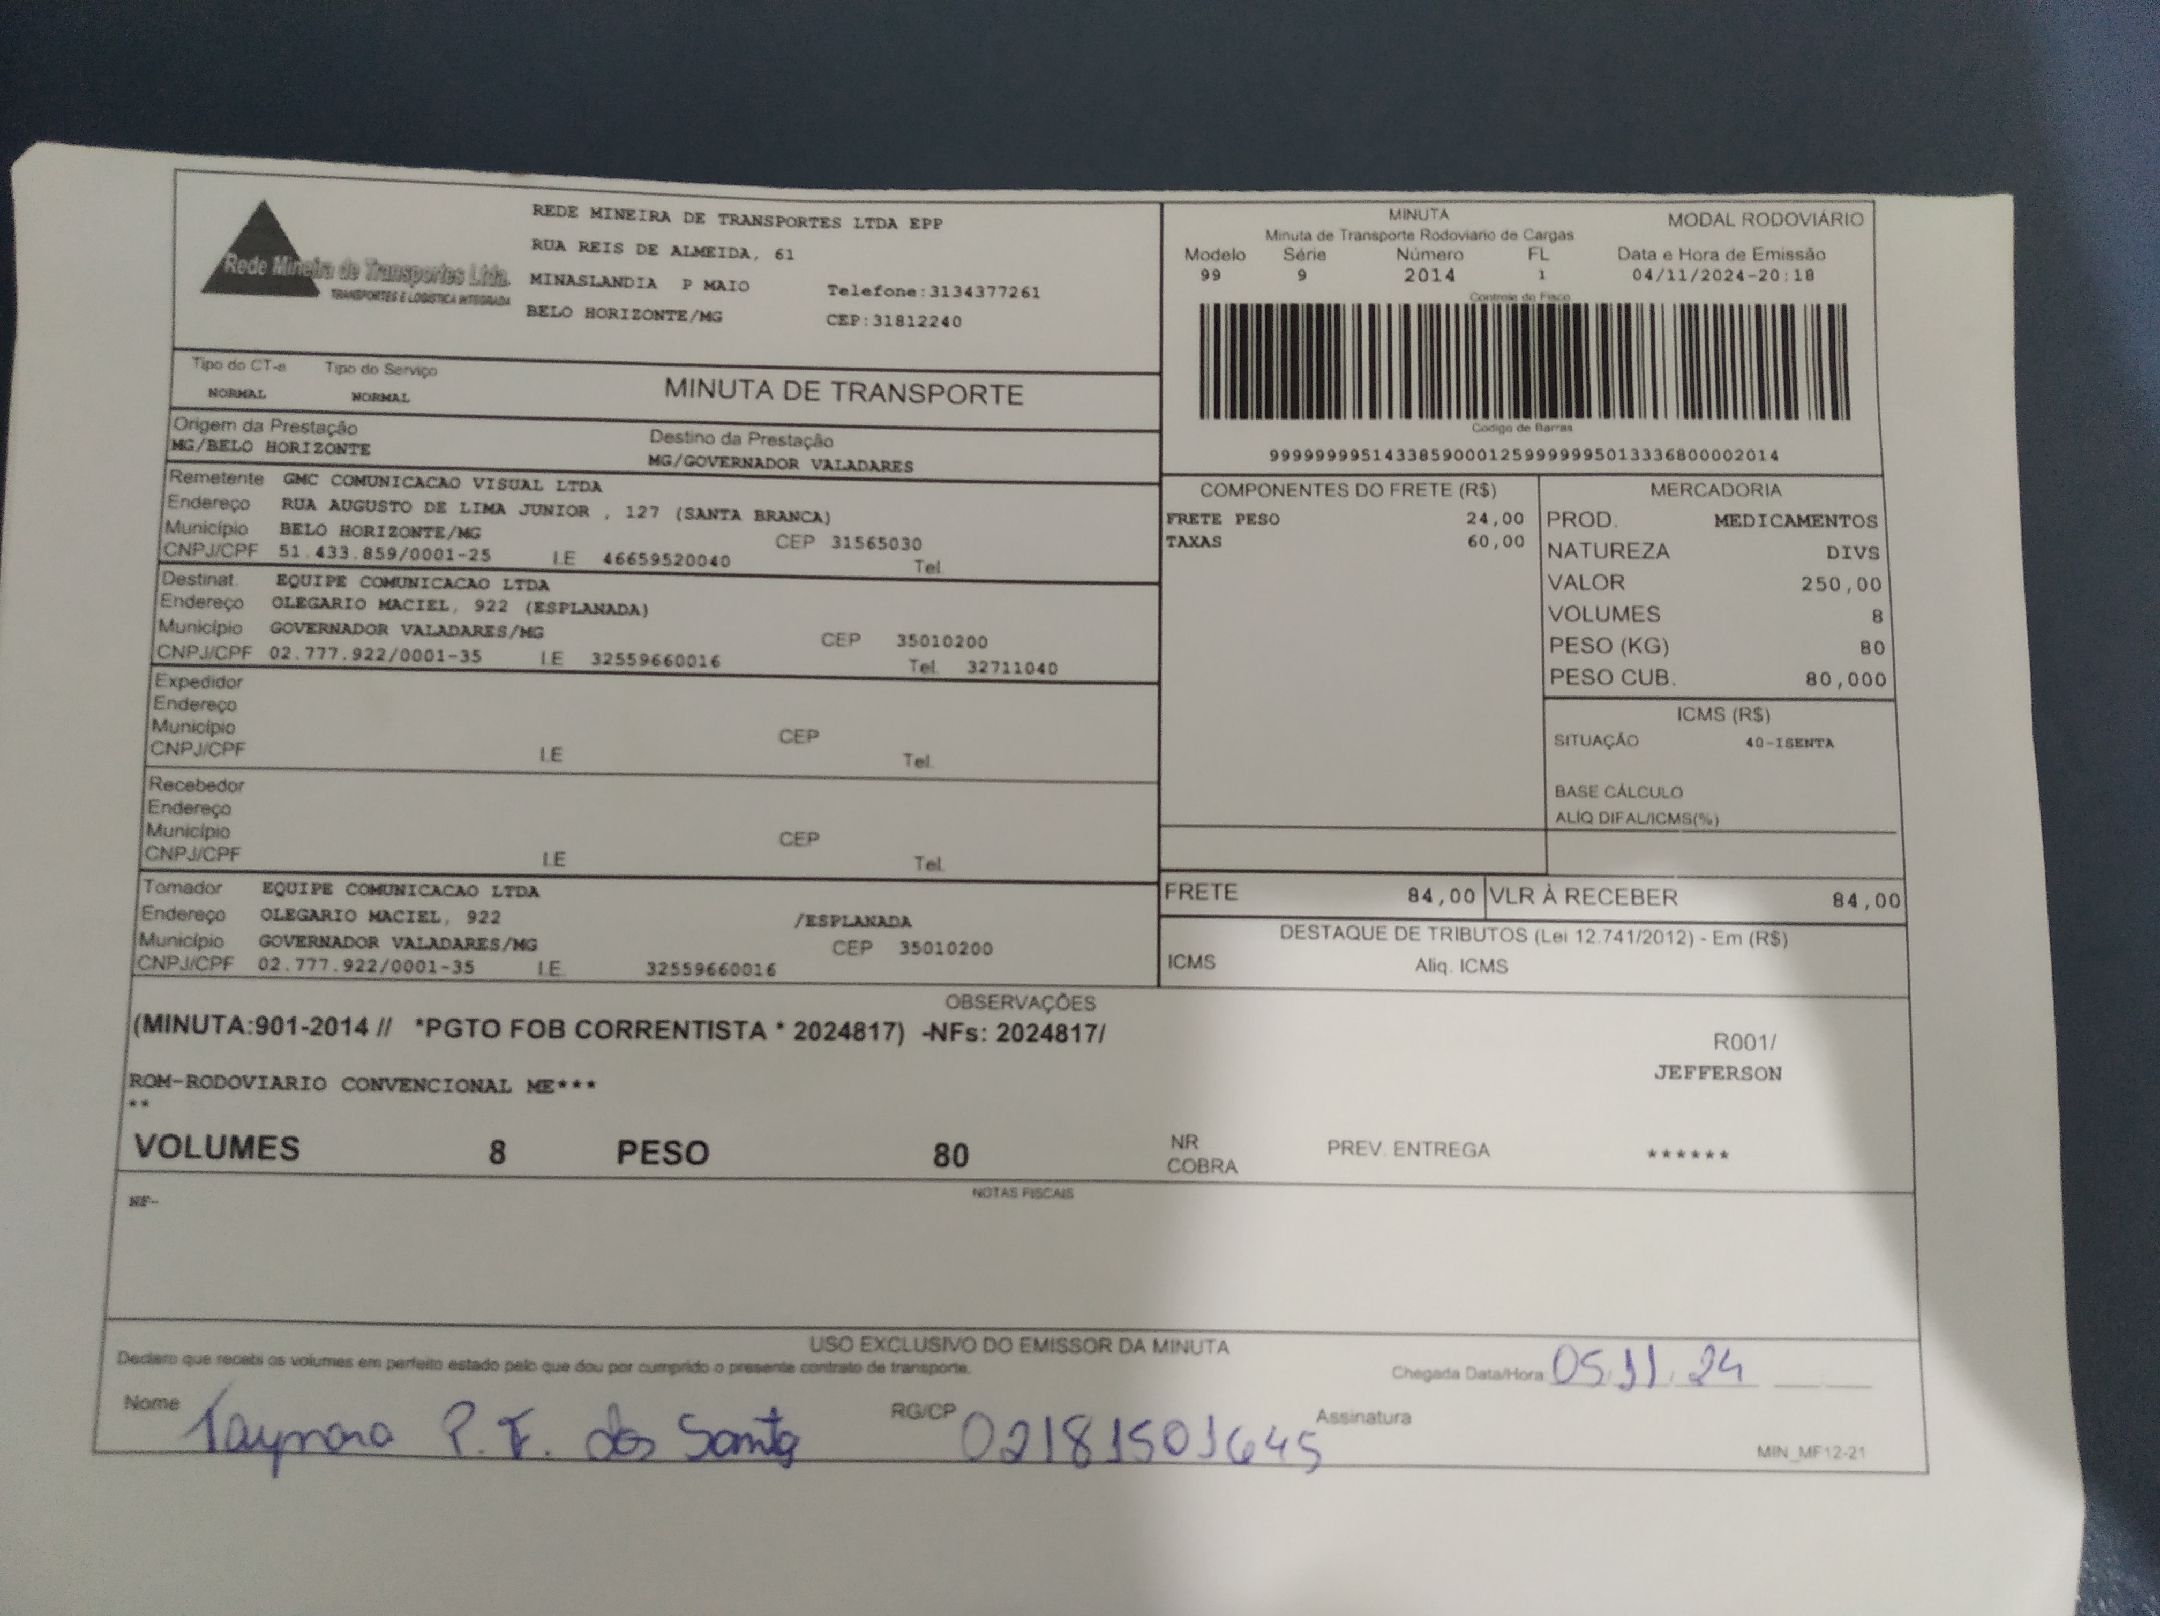 Rede Mineira de Transportes Ltda.
TRANSPORTES E LOGISTICA INTEGRADA
REDE MINEIRA DE TRANSPORTES LTDA EPP
RUA REIS DE ALMEIDA, 61
MINASLANDIA P MAIO Telefone:3134377261
BELO HORIZONTE/MG CEP:31812240
MINUTA MODAL RODOVIÁRIO
Minuta de Transporte Rodoviario de Cargas
Modelo Série Número FL Data e Hora de Emissão
99 9 2014 1 04/11/2024-20:18
Controle do Fisco
Codigo de Barras
999999995143385900012599999995013336800002014
Tipo do CT-e Tipo do Serviço
NORMAL NORMAL
MINUTA DE TRANSPORTE
Origem da Prestação Destino da Prestação
MG/BELO HORIZONTE MG/GOVERNADOR VALADARES
Remetente GMC COMUNICACAO VISUAL LTDA
Endereço RUA AUGUSTO DE LIMA JUNIOR , 127 (SANTA BRANCA)
Município BELO HORIZONTE/MG CEP 31565030
CNPJ/CPF 51.433.859/0001-25 I.E 46659520040 Tel.
Destinat. EQUIPE COMUNICACAO LTDA
Endereço OLEGARIO MACIEL, 922 (ESPLANADA)
Município GOVERNADOR VALADARES/MG CEP 35010200
CNPJ/CPF 02.777.922/0001-35 I.E 32559660016 Tel. 32711040
Expedidor
Endereço
Município CEP
CNPJ/CPF I.E Tel.
Recebedor
Endereço
Município CEP
CNPJ/CPF I.E Tel.
Tomador EQUIPE COMUNICACAO LTDA
Endereço OLEGARIO MACIEL, 922 /ESPLANADA
Município GOVERNADOR VALADARES/MG CEP 35010200
CNPJ/CPF 02.777.922/0001-35 I.E. 32559660016
COMPONENTES DO FRETE (R$)
FRETE PESO 24,00
TAXAS 60,00
MERCADORIA
PROD. MEDICAMENTOS
NATUREZA DIVS
VALOR 250,00
VOLUMES 8
PESO (KG) 80
PESO CUB. 80,000
ICMS (R$)
SITUAÇÃO 40-ISENTA
BASE CÁLCULO
ALÍQ DIFAL/ICMS(%)
FRETE 84,00 VLR À RECEBER 84,00
DESTAQUE DE TRIBUTOS (Lei 12.741/2012) - Em (R$)
ICMS Aliq. ICMS
OBSERVAÇÕES
(MINUTA:901-2014 // *PGTO FOB CORRENTISTA * 2024817) -NFs: 2024817/
R001/
JEFFERSON
ROM-RODOVIARIO CONVENCIONAL ME***
**
VOLUMES 8 PESO 80
NR COBRA PREV. ENTREGA ******
NOTAS FISCAIS
NF-
USO EXCLUSIVO DO EMISSOR DA MINUTA
Declaro que recebi os volumes em perfeito estado pelo que dou por cumprido o presente contrato de transporte.
Chegada Data/Hora 05.11.24
Nome Taynara P. F. dos Santos RG/CP 02181501645 Assinatura
MIN_MF12-21